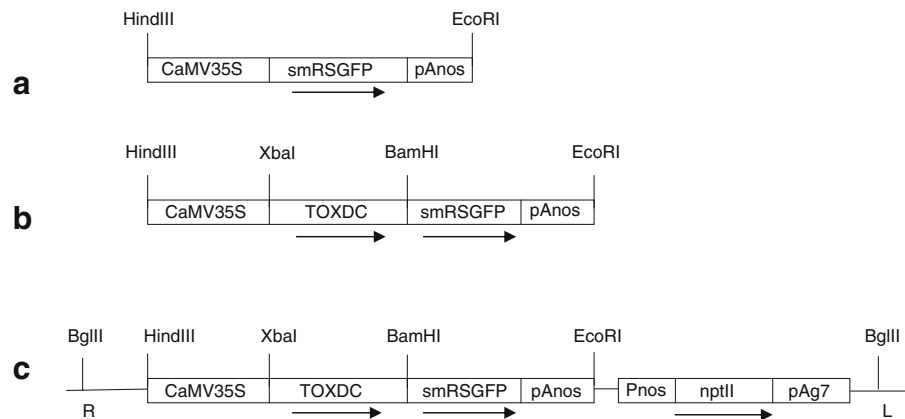 HindIII EcoRI
CaMV35S smRSGFP pAnos
a
HindIII XbaI BamHI EcoRI
CaMV35S TOXDC smRSGFP pAnos
b
BglII HindIII XbaI BamHI EcoRI BglII
c CaMV35S TOXDC smRSGFP pAnos Pnos nptII pAg7
R L